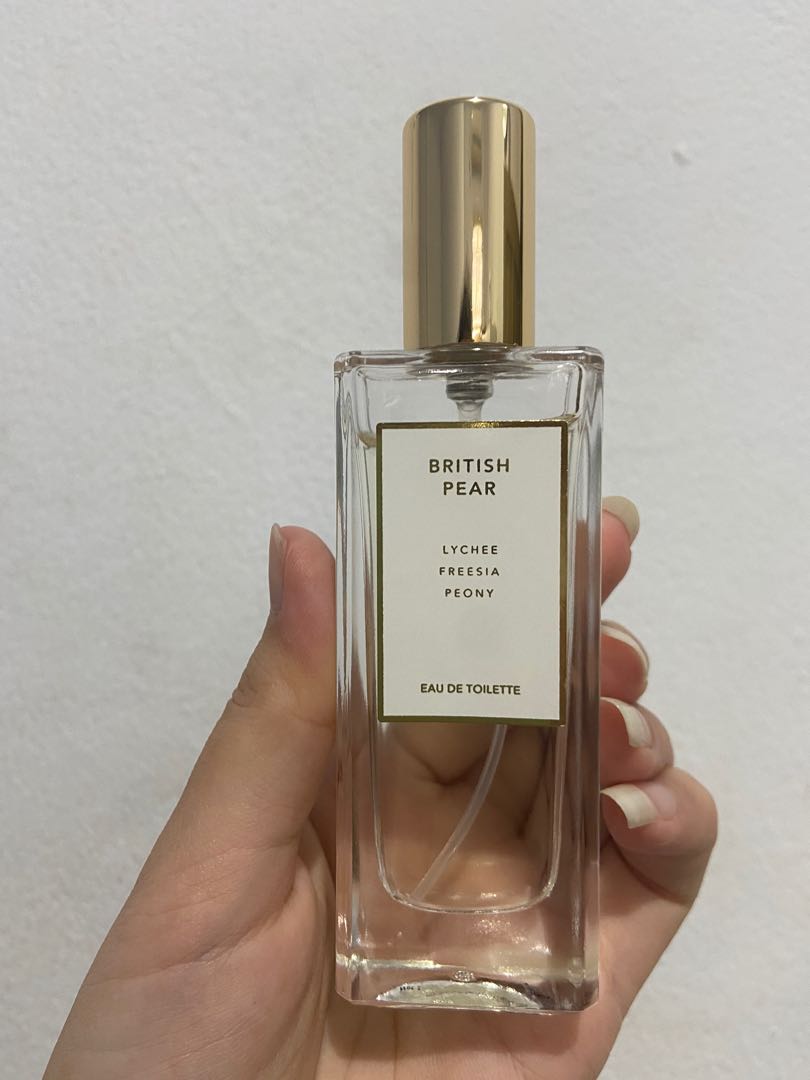 BRITISH
PEAR
LYCHEE
FREESIA
PEONY
EAU DE TOILETTE